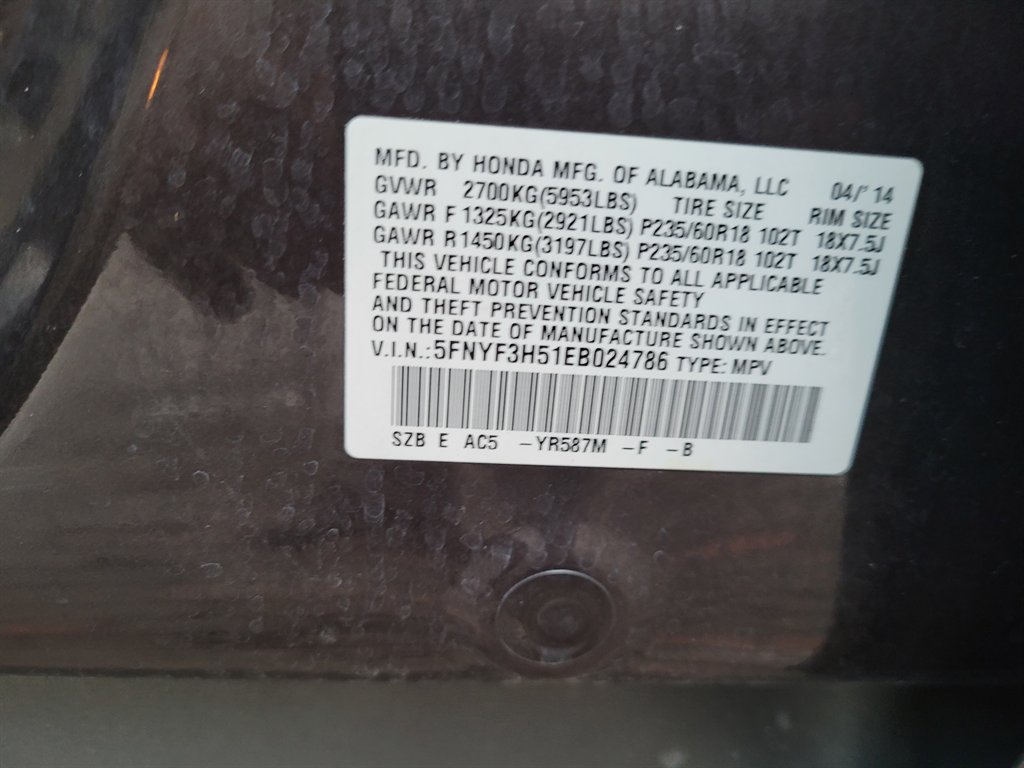 MFD. BY HONDA MFG. OF ALABAMA, LLC 04/'14
GVWR 2700KG(5953LBS) TIRE SIZE RIM SIZE
GAWR F 1325KG(2921LBS) P235/60R18 102T 18X7.5J
GAWR R1450KG(3197LBS) P235/60R18 102T 18X7.5J
THIS VEHICLE CONFORMS TO ALL APPLICABLE
FEDERAL MOTOR VEHICLE SAFETY
AND THEFT PREVENTION STANDARDS IN EFFECT
ON THE DATE OF MANUFACTURE SHOWN ABOVE.
V.I.N.:5FNYF3H51EB024786 TYPE: MPV
SZB E AC5 -YR587M -F -B